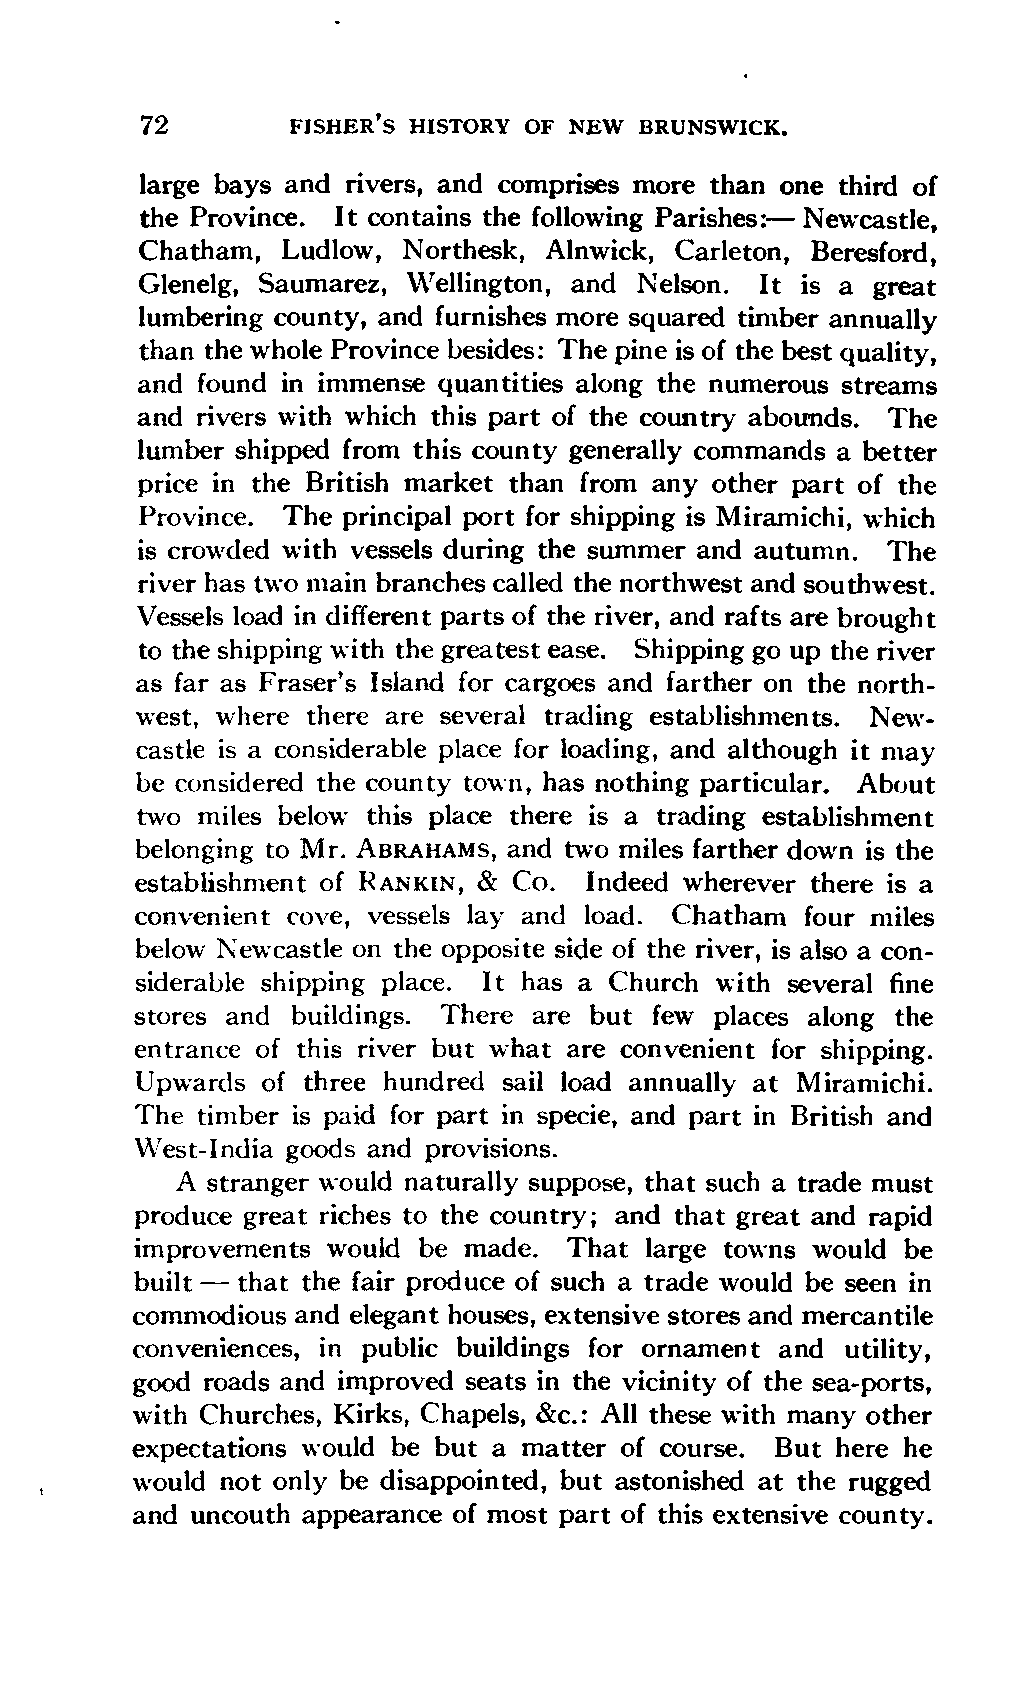 72 FISHER'S HISTORY OF NEW BRUNSWICK.
large bays and rivers, and comprises more than one third of
the Province. It contains the following Parishes:— Newcastle,
Chatham, Ludlow, Northesk, Alnwick, Carleton, Beresford,
Glenelg, Saumarez, Wellington, and Nelson. It is a great
lumbering county, and furnishes more squared timber annually
than the whole Province besides: The pine is of the best quality,
and found in immense quantities along the numerous streams
and rivers with which this part of the country abounds. The
lumber shipped from this county generally commands a better
price in the British market than from any other part of the
Province. The principal port for shipping is Miramichi, which
is crowded with vessels during the summer and autumn. The
river has two main branches called the northwest and southwest.
Vessels load in different parts of the river, and rafts are brought
to the shipping with the greatest ease. Shipping go up the river
as far as Fraser's Island for cargoes and farther on the north-
west, where there are several trading establishments. New-
castle is a considerable place for loading, and although it may
be considered the county town, has nothing particular. About
two miles below this place there is a trading establishment
belonging to Mr. ABRAHAMS, and two miles farther down is the
establishment of RANKIN, & Co. Indeed wherever there is a
convenient cove, vessels lay and load. Chatham four miles
below Newcastle on the opposite side of the river, is also a con-
siderable shipping place. It has a Church with several fine
stores and buildings. There are but few places along the
entrance of this river but what are convenient for shipping.
Upwards of three hundred sail load annually at Miramichi.
The timber is paid for part in specie, and part in British and
West-India goods and provisions.
A stranger would naturally suppose, that such a trade must
produce great riches to the country; and that great and rapid
improvements would be made. That large towns would be
built — that the fair produce of such a trade would be seen in
commodious and elegant houses, extensive stores and mercantile
conveniences, in public buildings for ornament and utility,
good roads and improved seats in the vicinity of the sea-ports,
with Churches, Kirks, Chapels, &c.: All these with many other
expectations would be but a matter of course. But here he
would not only be disappointed, but astonished at the rugged
and uncouth appearance of most part of this extensive county.